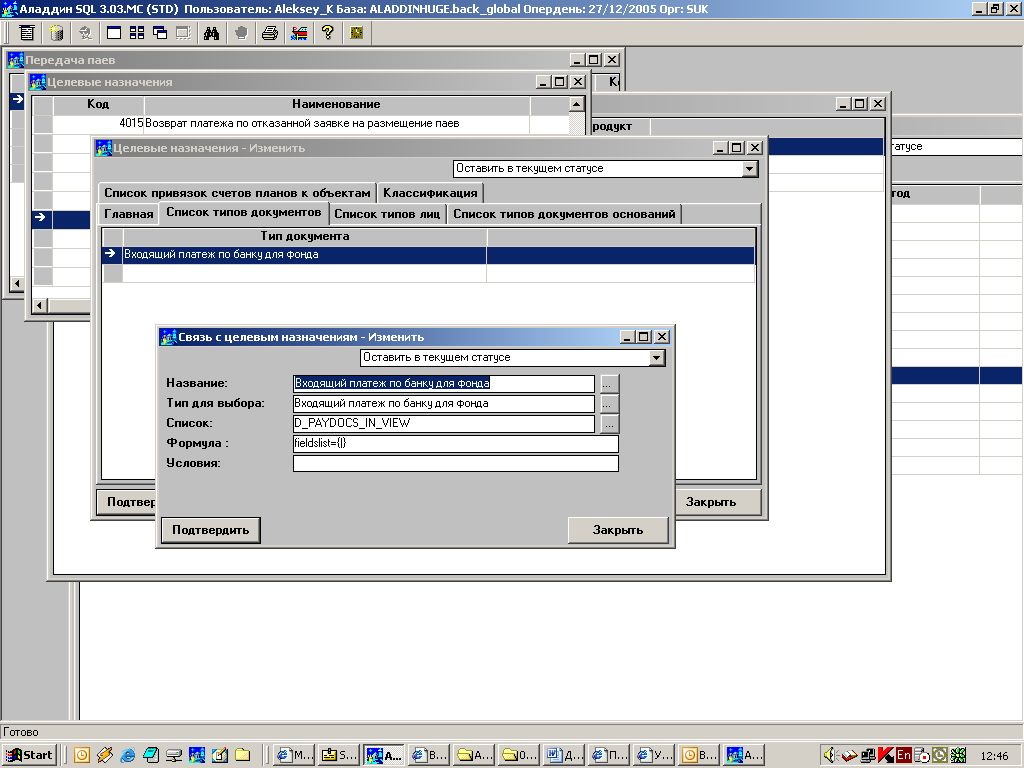 Аладдин SQL 3.03.MC (STD) Пользователь: Aleksey_K База: ALADDINHUGE.back_global Опердень: 27/12/2005 Орг: SUK
Передача паев
Целевые назначения
Код Наименование
4015 Возврат платежа по отказанной заявке на размещение паев
Целевые назначения - Изменить
Оставить в текущем статусе
Список привязок счетов планов к объектам Классификация
Главная Список типов документов Список типов лиц Список типов документов оснований
Тип документа
Входящий платеж по банку для фонда
Связь с целевым назначениям - Изменить
Оставить в текущем статусе
Название: Входящий платеж по банку для фонда ...
Тип для выбора: Входящий платеж по банку для фонда ...
Список: D_PAYDOCS_IN_VIEW ...
Формула : fieldslist={|}
Условия:
Подтвердить Закрыть
Закрыть
Готово
Start М... S... А... В... А... О... Д... П... У... В... А... En 12:46